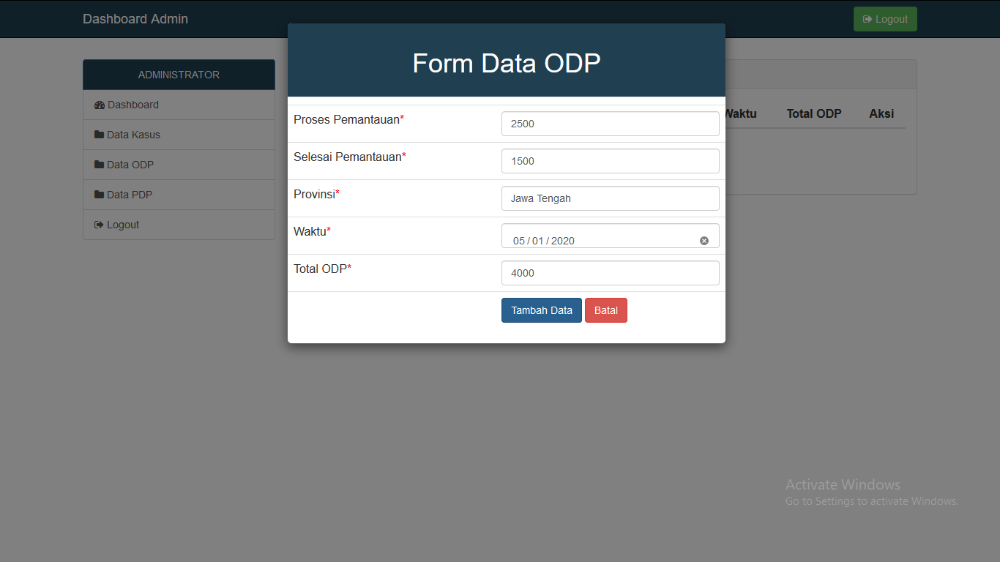 Dashboard Admin
Logout
ADMINISTRATOR
Dashboard
Data Kasus
Data ODP
Data PDP
Logout
Form Data ODP
Proses Pemantauan*
2500
Selesai Pemantauan*
1500
Provinsi*
Jawa Tengah
Waktu*
05 / 01 / 2020
Total ODP*
4000
Tambah Data Batal
Waktu Total ODP Aksi
Activate Windows
Go to Settings to activate Windows.